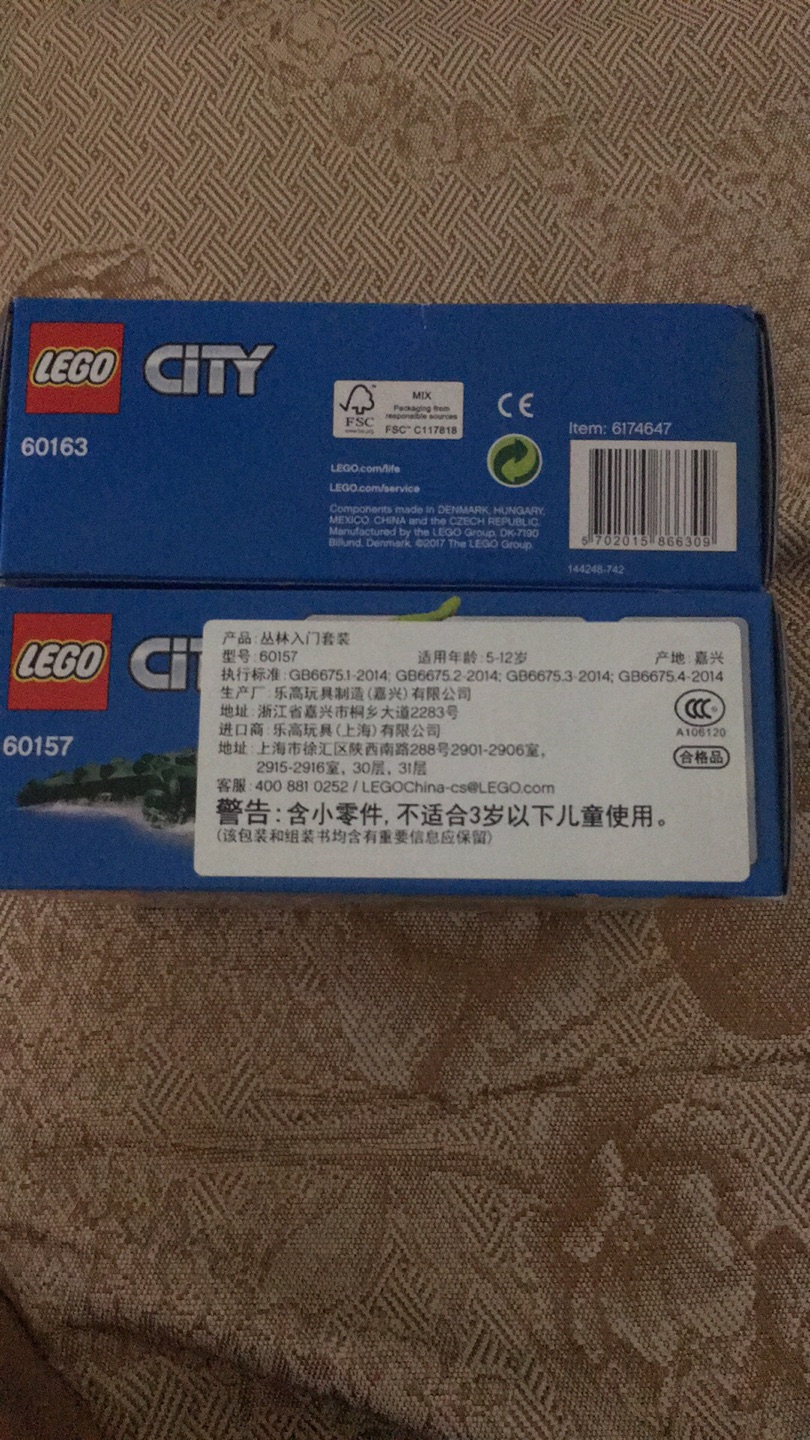 LEGO CITY
60163
FSC
MIX
Packaging from
responsible sources
FSC™ C117818
LEGO.com/life
LEGO.com/service
Components made in DENMARK, HUNGARY,
MEXICO, CHINA and the CZECH REPUBLIC.
Manufactured by the LEGO Group, DK-7190
Billund, Denmark. ©2017 The LEGO Group.
CE
Item: 6174647
5 702015 866309
144248-742
LEGO CIT
60157
产品:丛林入门套装
型号:60157 适用年龄:5-12岁 产地:嘉兴
执行标准:GB6675.1-2014; GB6675.2-2014; GB6675.3-2014; GB6675.4-2014
生产厂:乐高玩具制造(嘉兴)有限公司
地址:浙江省嘉兴市桐乡大道2283号
进口商:乐高玩具(上海)有限公司
地址:上海市徐汇区陕西南路288号2901-2906室,
2915-2916室, 30层, 31层
客服:400 881 0252 / LEGOChina-cs@LEGO.com
警告:含小零件, 不适合3岁以下儿童使用。
(该包装和组装书均含有重要信息应保留)
CCC S
A106120
合格品